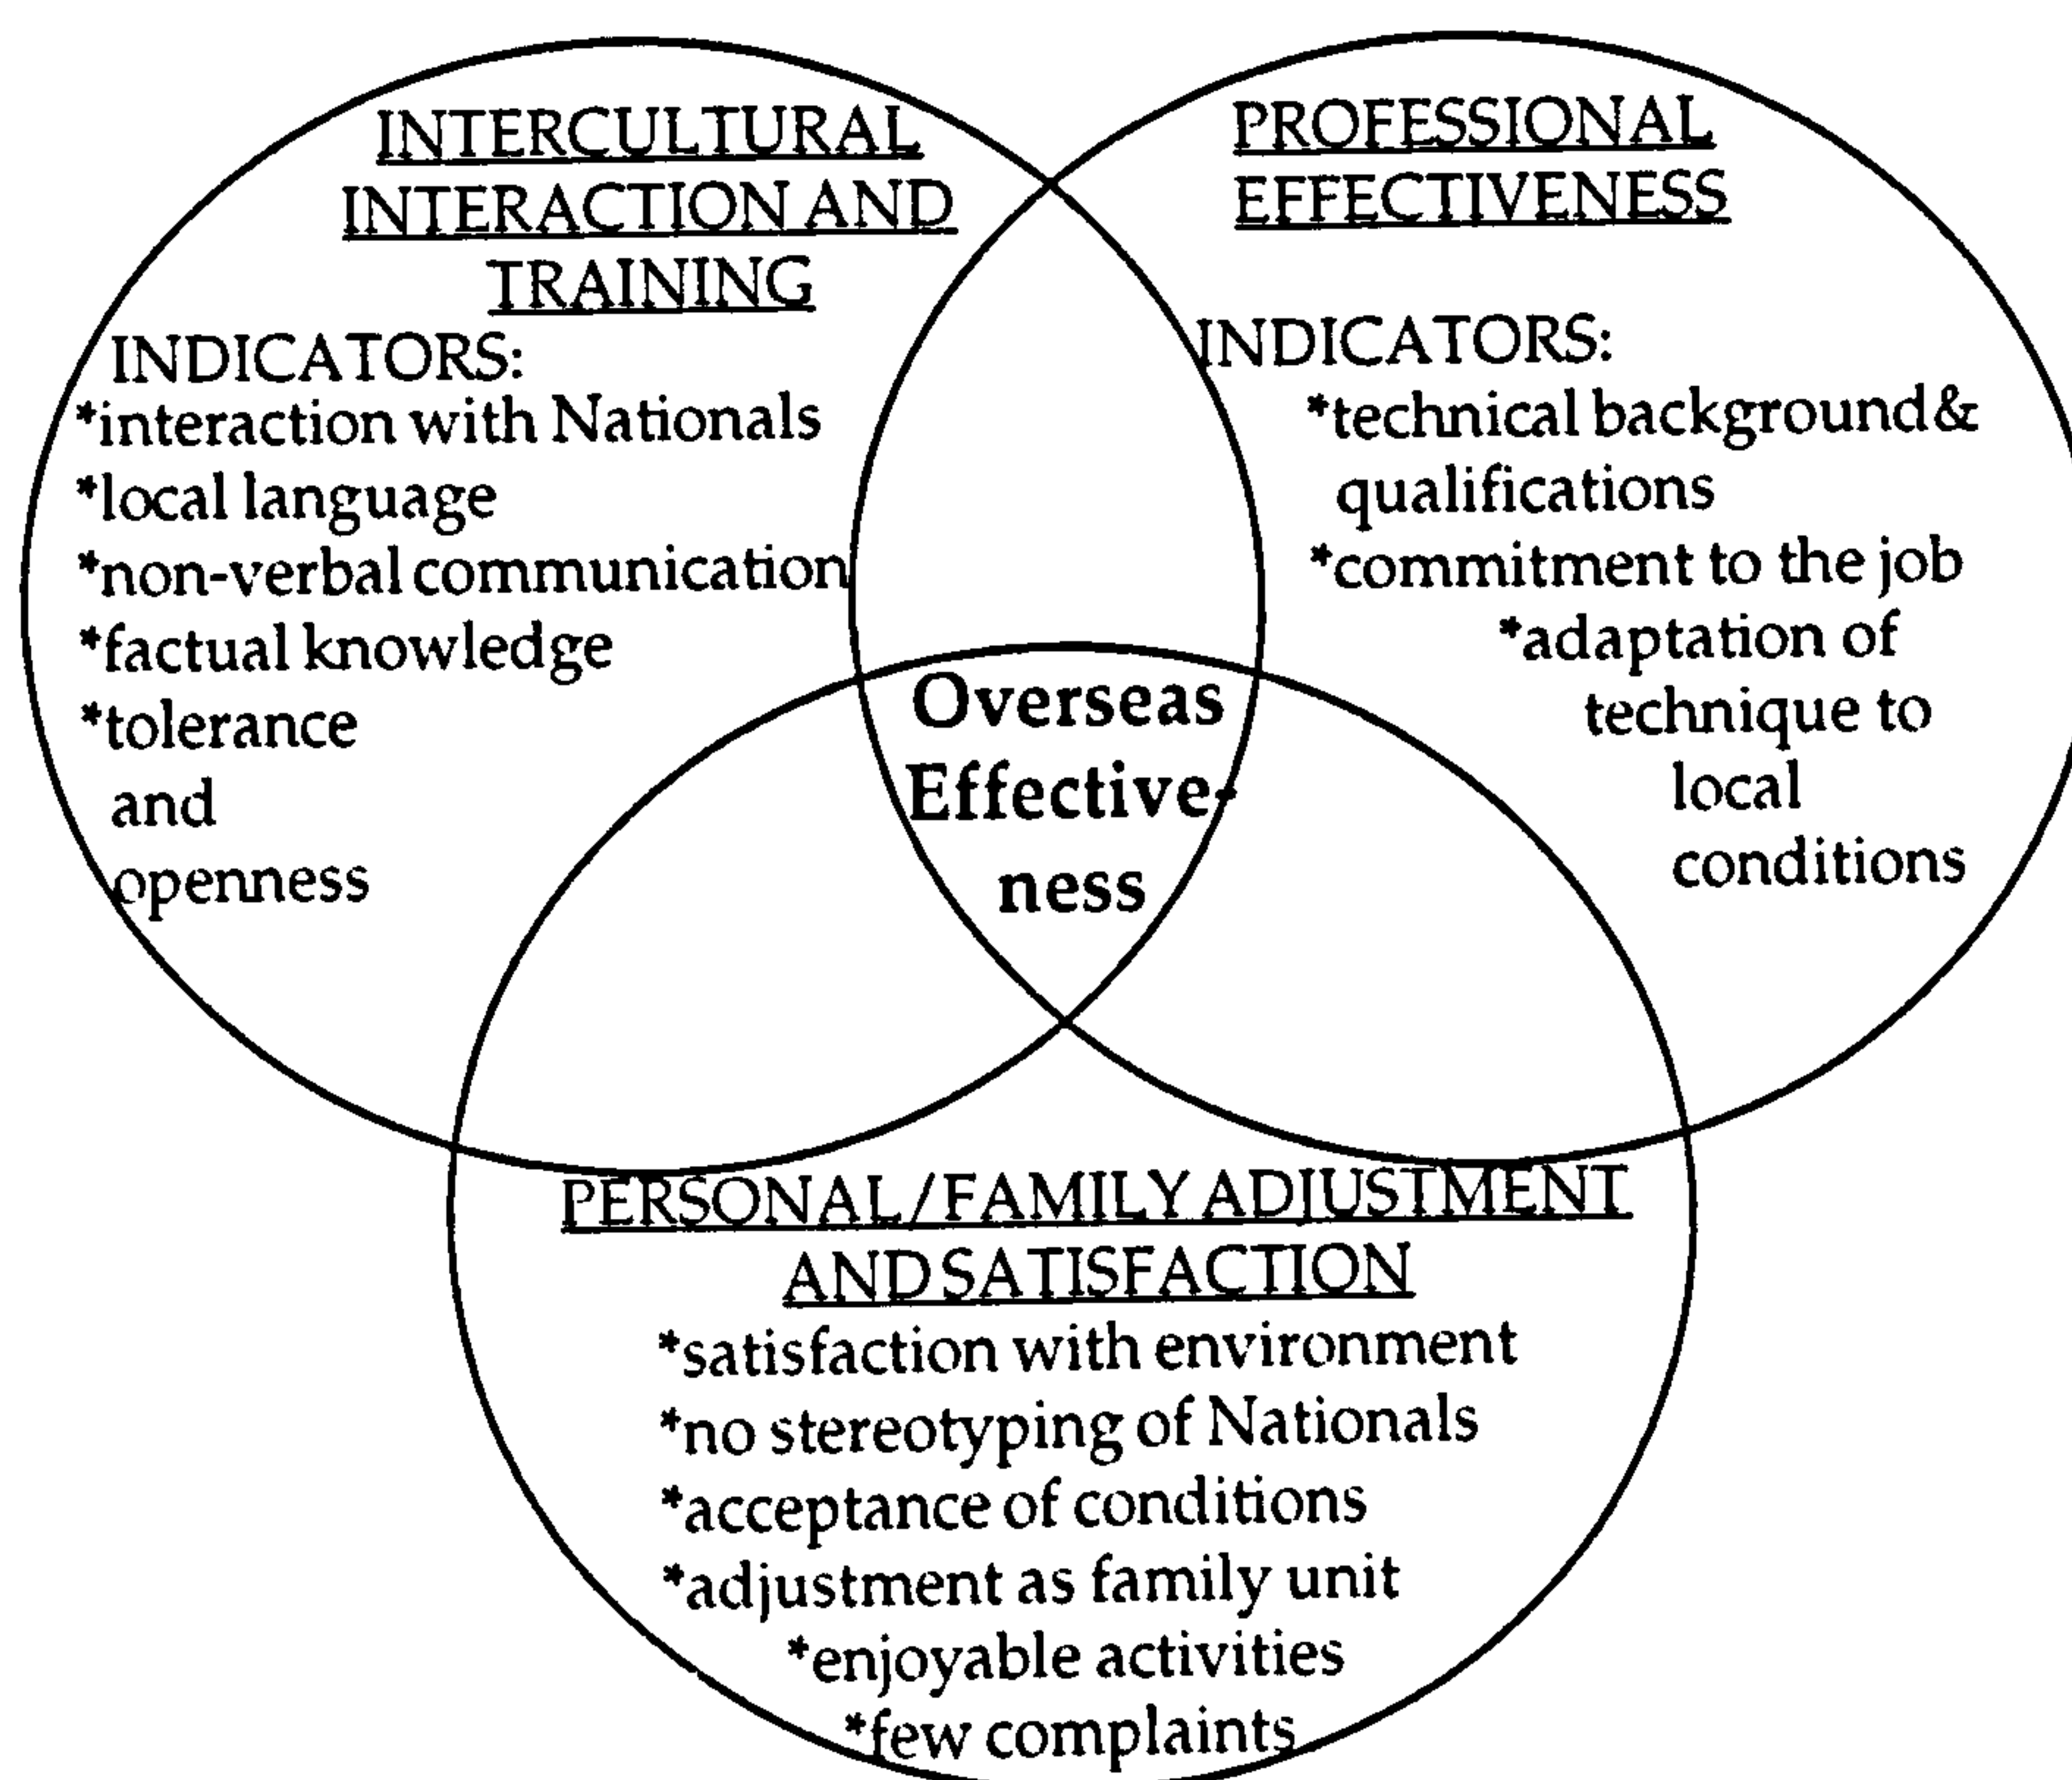 INTERCULTURAL
INTERACTION AND
TRAINING
INDICATORS:
*interaction with Nationals
*local language
*non-verbal communication
*factual knowledge
*tolerance
and
openness
PROFESSIONAL
EFFECTIVENESS
INDICATORS:
*technical background &
qualifications
*commitment to the job
*adaptation of
technique to
local
conditions
Overseas
Effective-
ness
PERSONAL/FAMILY ADJUSTMENT
AND SATISFACTION
*satisfaction with environment
*no stereotyping of Nationals
*acceptance of conditions
*adjustment as family unit
*enjoyable activities
*few complaints